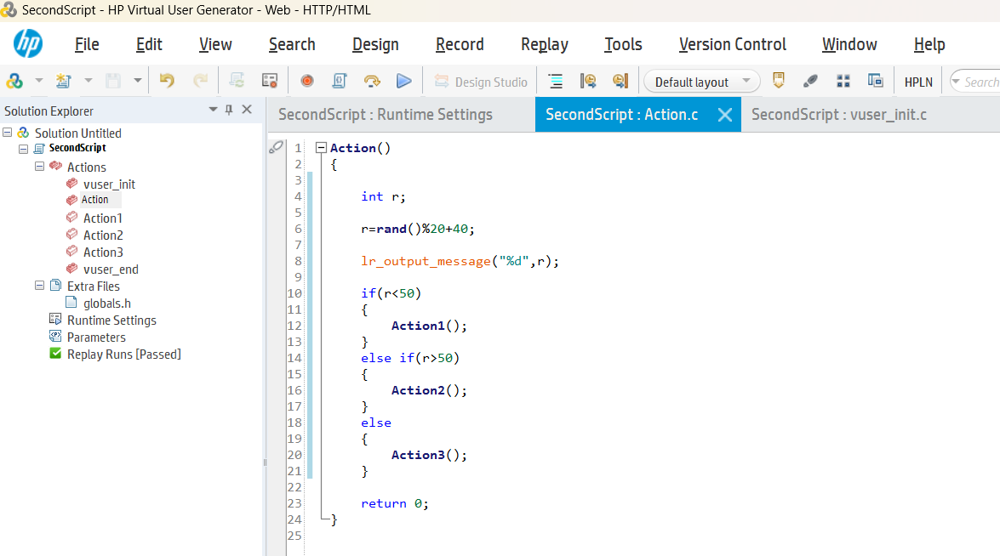 SecondScript - HP Virtual User Generator - Web - HTTP/HTML
hp
File Edit View Search Design Record Replay Tools Version Control Window Help
Design Studio Default layout HPLN Search
Solution Explorer
Solution Untitled
SecondScript
Actions
vuser_init
Action
Action1
Action2
Action3
vuser_end
Extra Files
globals.h
Runtime Settings
Parameters
Replay Runs [Passed]
SecondScript : Runtime Settings SecondScript : Action.c SecondScript : vuser_init.c
1 Action()
2 {
3
4 int r;
5
6 r=rand()%20+40;
7
8 lr_output_message("%d",r);
9
10 if(r<50)
11 {
12 Action1();
13 }
14 else if(r>50)
15 {
16 Action2();
17 }
18 else
19 {
20 Action3();
21 }
22
23 return 0;
24 }
25